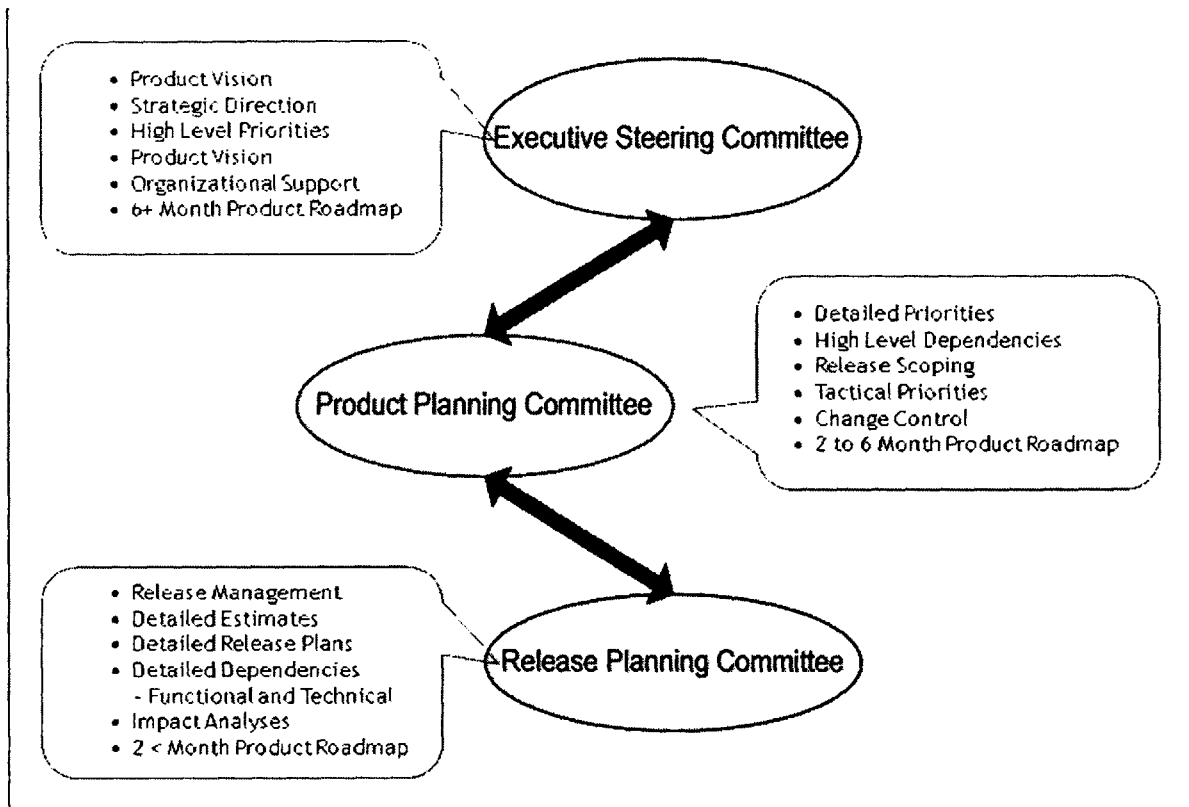 • Product Vision
• Strategic Direction
• High Level Priorities
• Product Vision
• Organizational Support
• 6+ Month Product Roadmap
Executive Steering Committee
• Detailed Priorities
• High Level Dependencies
• Release Scoping
• Tactical Priorities
• Change Control
• 2 to 6 Month Product Roadmap
Product Planning Committee
• Release Management
• Detailed Estimates
• Detailed Release Plans
• Detailed Dependencies
- Functional and Technical
• Impact Analyses
• 2 < Month Product Roadmap
Release Planning Committee